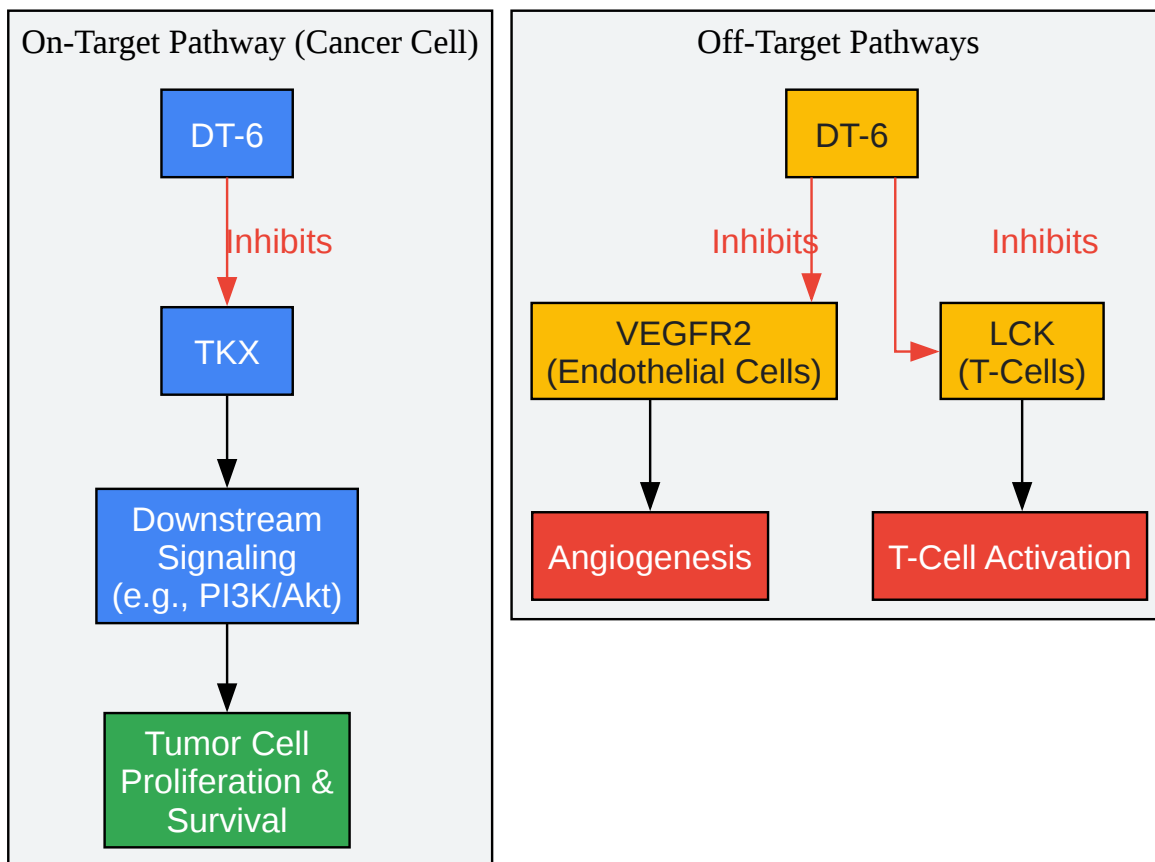 On-Target Pathway (Cancer Cell)
DT-6
Inhibits
TKX
Downstream
Signaling
(e.g., PI3K/Akt)
Tumor Cell
Proliferation &
Survival
Off-Target Pathways
DT-6
Inhibits
Inhibits
VEGFR2
(Endothelial Cells)
LCK
(T-Cells)
Angiogenesis
T-Cell Activation